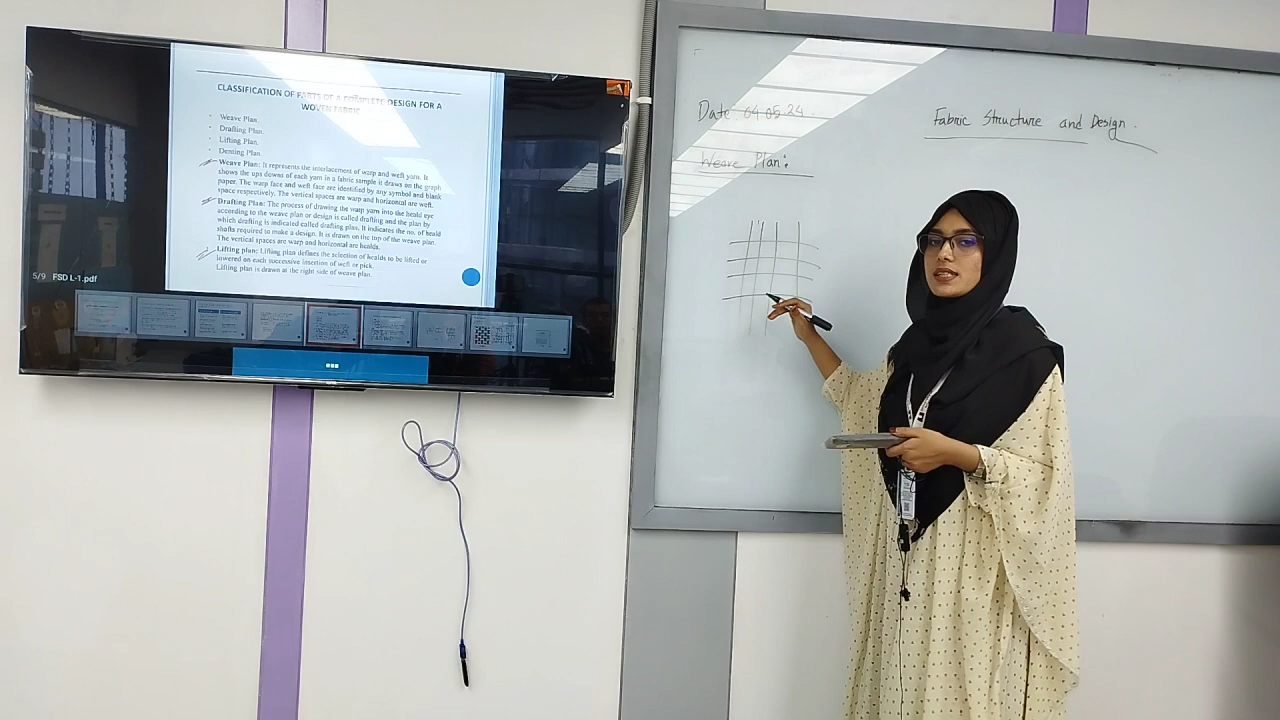 CLASSIFICATION OF PARTS OF A COMPLETE DESIGN FOR A
WOVEN FABRIC
Weave Plan.
Drafting Plan.
Lifting Plan.
Denting Plan.
Weave Plan: It represents the interlacement of warp and weft yarn. It
shows the ups downs of each yarn in a fabric sample it draws on the graph
paper. The warp face and weft face are identified by any symbol and blank
space respectively. The vertical spaces are warp and horizontal are weft.
Drafting Plan: The process of drawing the warp yarn into the heald eye
according to the weave plan or design is called drafting and the plan by
which drafting is indicated called drafting plan. It indicates the no. of heald
shafts required to make a design. It is drawn on the top of the weave plan.
The vertical spaces are warp and horizontal are healds.
Lifting plan: Lifting plan defines the selection of healds to be lifted or
lowered on each successive insertion of weft or pick.
Lifting plan is drawn at the right side of weave plan.
5/9 FSD L-1.pdf
Date: 04.05.24.
Fabric Structure and Design.
Weave Plan: